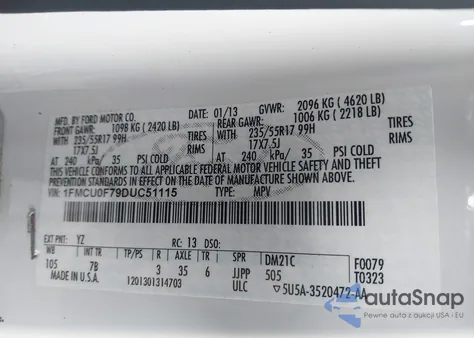 MFD. BY FORD MOTOR CO.
DATE: 01/13 GVWR: 2096 KG ( 4620 LB)
FRONT GAWR: 1098 KG ( 2420 LB) REAR GAWR: 1006 KG ( 2218 LB)
WITH 235/55R17 99H TIRES WITH 235/55R17 99H TIRES
17X7.5J RIMS 17X7.5J RIMS
AT 240 kPa/ 35 PSI COLD AT 240 kPa/ 35 PSI COLD
THIS VEHICLE CONFORMS TO ALL APPLICABLE FEDERAL MOTOR VEHICLE SAFETY AND THEFT
PREVENTION STANDARDS IN EFFECT ON THE DATE OF MANUFACTURE SHOWN ABOVE.
VIN: 1FMCU0F79DUC51115 TYPE: MPV
EXT PNT: YZ RC: 13 DSO:
WB INT TR TP/PS R AXLE TR SPR DM21C F0079
105 7B 3 35 6 JJPP 505 T0323
MADE IN U.S.A. 1201301314703 ULC 5U5A-3520472-AA
autaSnap
Pewne auta z USA i EU